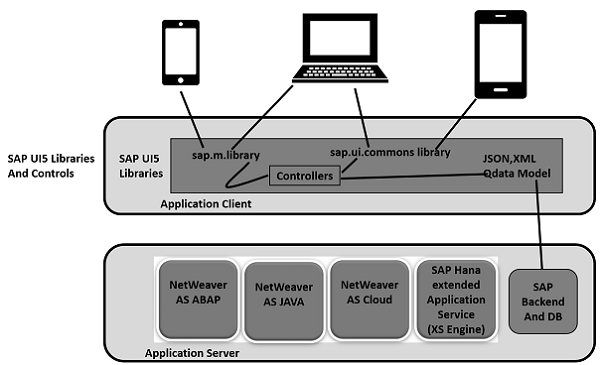 SAP UI5 Libraries
And Controls
SAP UI5
Libraries
sap.m.library
sap.ui.commons library
Controllers
JSON,XML
Qdata Model
Application Client
NetWeaver
AS ABAP
NetWeaver
AS JAVA
NetWeaver
AS Cloud
SAP Hana
extended
Application
Service
(XS Engine)
SAP
Backend
And DB
Application Server